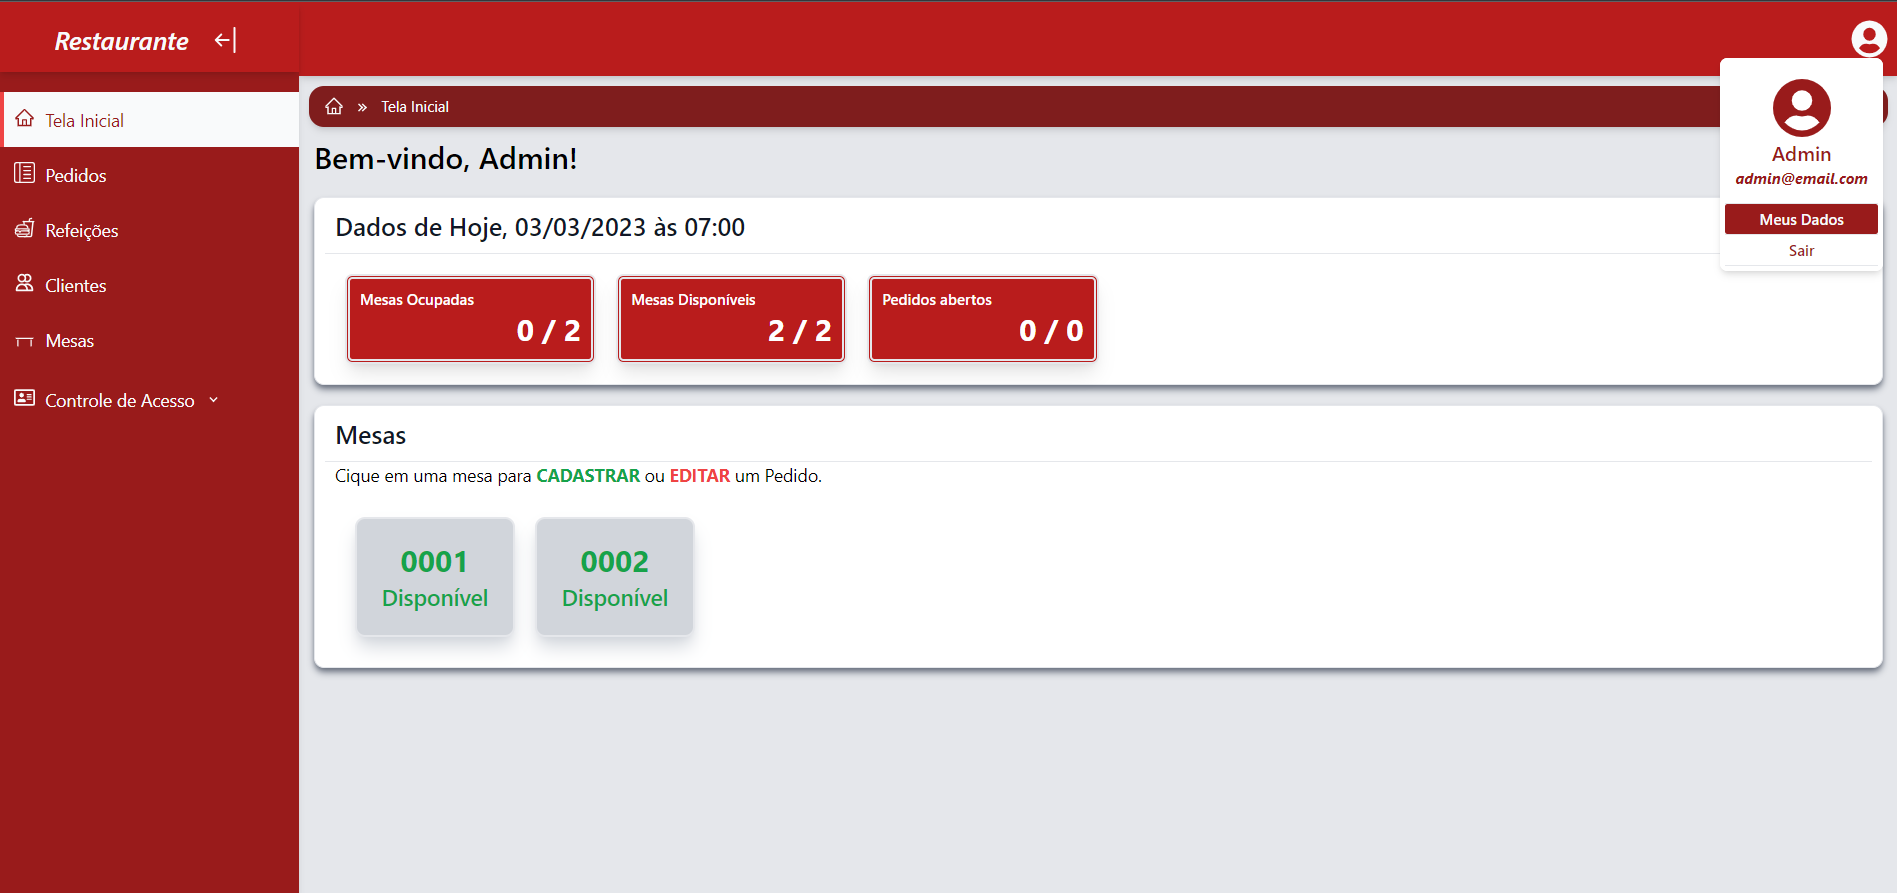 Restaurante
Tela Inicial
Pedidos
Refeições
Clientes
Mesas
Controle de Acesso
» Tela Inicial
Bem-vindo, Admin!
Dados de Hoje, 03/03/2023 às 07:00
Mesas Ocupadas
0 / 2
Mesas Disponíveis
2 / 2
Pedidos abertos
0 / 0
Mesas
Cique em uma mesa para CADASTRAR ou EDITAR um Pedido.
0001
Disponível
0002
Disponível
Admin
admin@email.com
Meus Dados
Sair